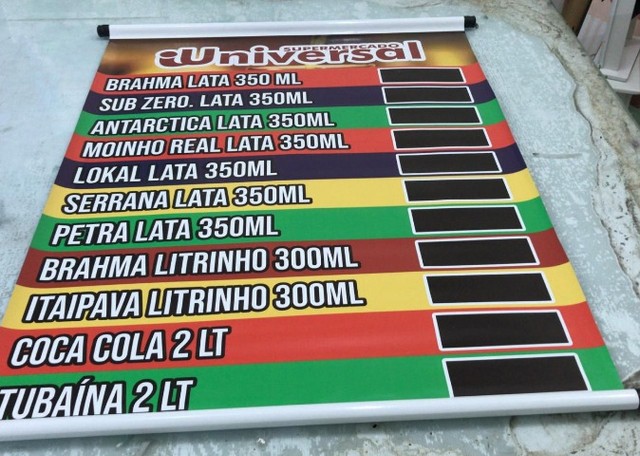 SUPERMERCADO
Universal
BRAHMA LATA 350 ML
SUB ZERO. LATA 350ML
ANTARCTICA LATA 350ML
MOINHO REAL LATA 350ML
LOKAL LATA 350ML
SERRANA LATA 350ML
PETRA LATA 350ML
BRAHMA LITRINHO 300ML
ITAIPAVA LITRINHO 300ML
COCA COLA 2 LT
TUBAÍNA 2 LT